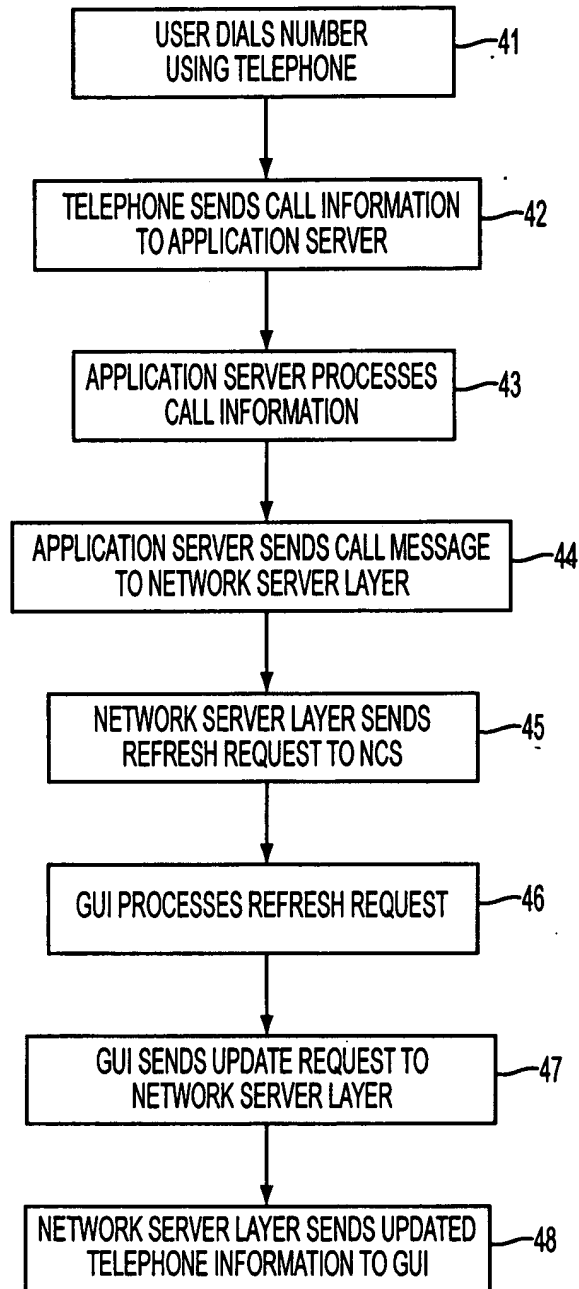 USER DIALS NUMBER
USING TELEPHONE
41
TELEPHONE SENDS CALL INFORMATION
TO APPLICATION SERVER
42
APPLICATION SERVER PROCESSES
CALL INFORMATION
43
APPLICATION SERVER SENDS CALL MESSAGE
TO NETWORK SERVER LAYER
44
NETWORK SERVER LAYER SENDS
REFRESH REQUEST TO NCS
45
GUI PROCESSES REFRESH REQUEST
46
GUI SENDS UPDATE REQUEST TO
NETWORK SERVER LAYER
47
NETWORK SERVER LAYER SENDS UPDATED
TELEPHONE INFORMATION TO GUI
48